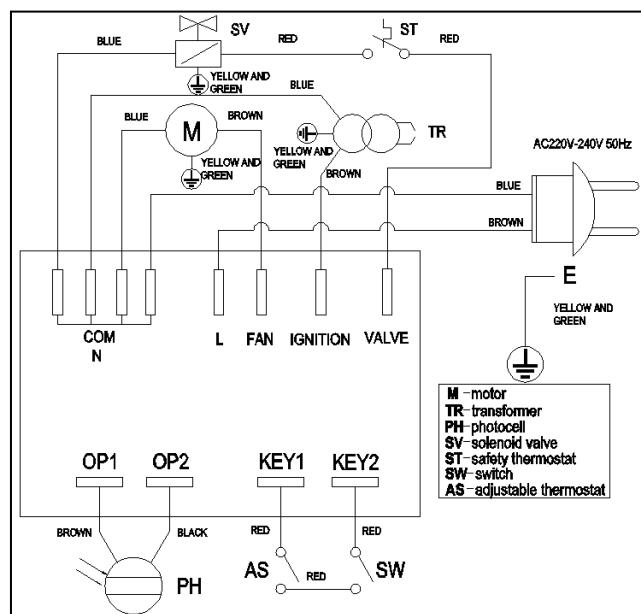 SV
BLUE
RED
ST
RED
YELLOW AND
GREEN
BLUE
BLUE
BROWN
M
TR
YELLOW AND
GREEN
YELLOW AND
GREEN
BROWN
AC220V-240V 50Hz
BLUE
BROWN
E
YELLOW AND
GREEN
COM
N
L
FAN
IGNITION
VALVE
M-motor
TR-transformer
PH-photocell
SV-solenoid valve
ST-safety thermostat
SW-switch
AS-adjustable thermostat
OP1
OP2
KEY1
KEY2
BROWN
BLACK
RED
RED
PH
AS
RED
SW